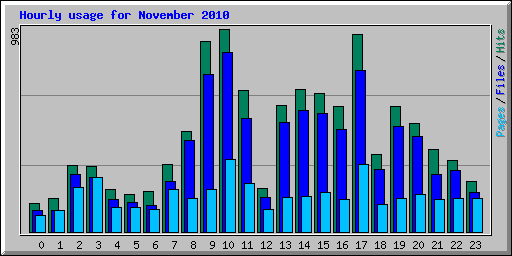 Hourly usage for November 2010
983
Pages/Files/Hits
0 1 2 3 4 5 6 7 8 9 10 11 12 13 14 15 16 17 18 19 20 21 22 23